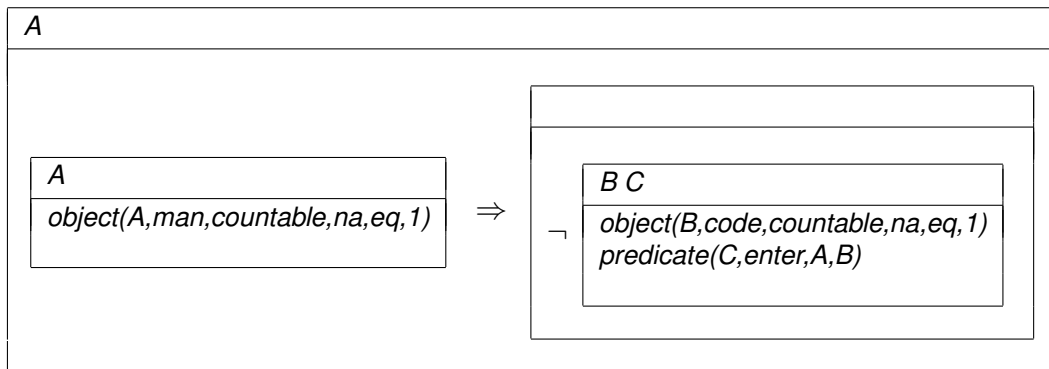 A
A
object(A,man,countable,na,eq,1)
⇒
¬
B C
object(B,code,countable,na,eq,1)
predicate(C,enter,A,B)